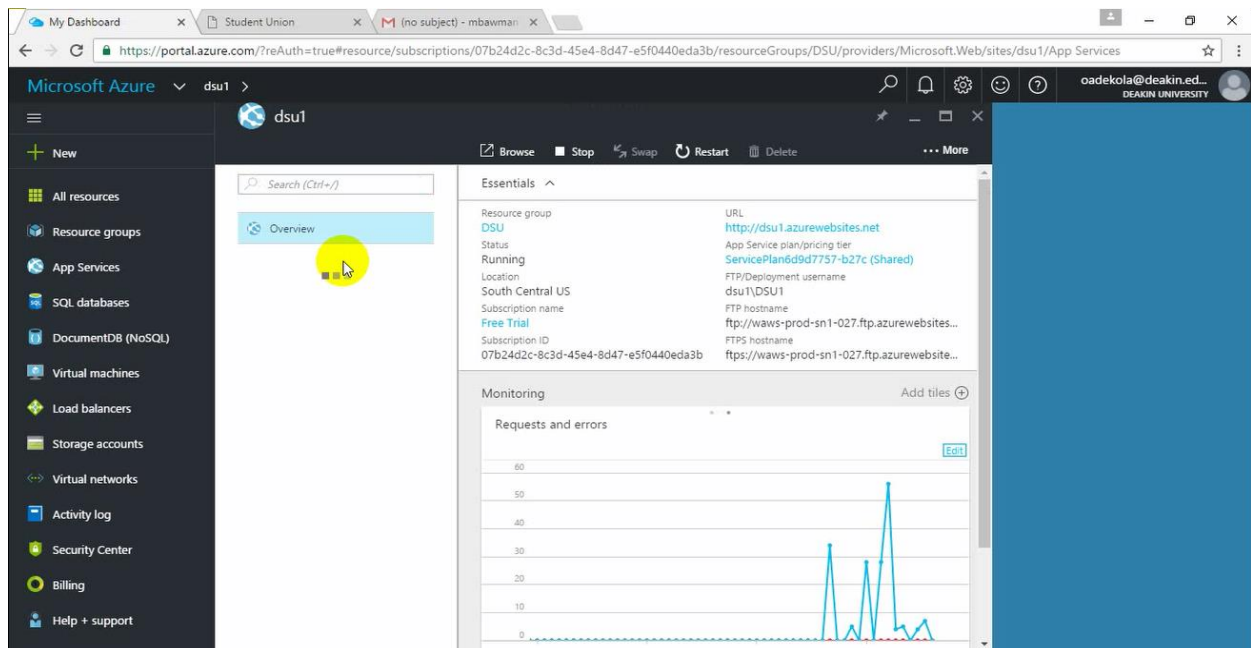 My Dashboard
Student Union
(no subject) - mbawman
https://portal.azure.com/?reAuth=true#resource/subscriptions/07b24d2c-8c3d-45e4-8d47-e5f0440eda3b/resourceGroups/DSU/providers/Microsoft.Web/sites/dsu1/App Services
Microsoft Azure dsu1 >
oadekola@deakin.ed...
DEAKIN UNIVERSITY
dsu1
New
Browse Stop Swap Restart Delete ... More
All resources
Resource groups
App Services
SQL databases
DocumentDB (NoSQL)
Virtual machines
Load balancers
Storage accounts
Virtual networks
Activity log
Security Center
Billing
Help + support
Search (Ctrl+/)
Overview
Essentials
Resource group
DSU
Status
Running
Location
South Central US
Subscription name
Free Trial
Subscription ID
07b24d2c-8c3d-45e4-8d47-e5f0440eda3b
URL
http://dsu1.azurewebsites.net
App Service plan/pricing tier
ServicePlan6d9d7757-b27c (Shared)
FTP/Deployment username
dsu1\DSU1
FTP hostname
ftp://waws-prod-sn1-027.ftp.azurewebsites...
FTPS hostname
ftps://waws-prod-sn1-027.ftp.azurewebsite...
Monitoring
Add tiles
Requests and errors
Edit
60
50
40
30
20
10
0